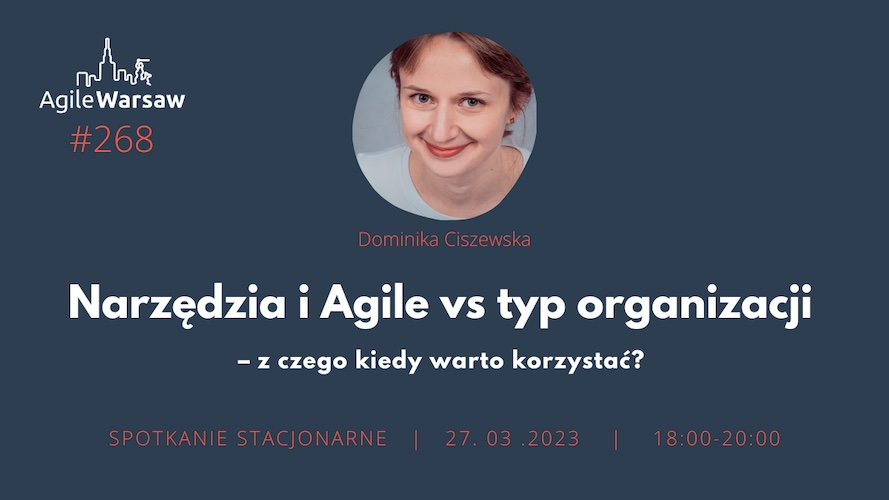 AgileWarsaw
#268
Dominika Ciszewska
Narzędzia i Agile vs typ organizacji
– z czego kiedy warto korzystać?
SPOTKANIE STACJONARNE | 27. 03 .2023 | 18:00-20:00